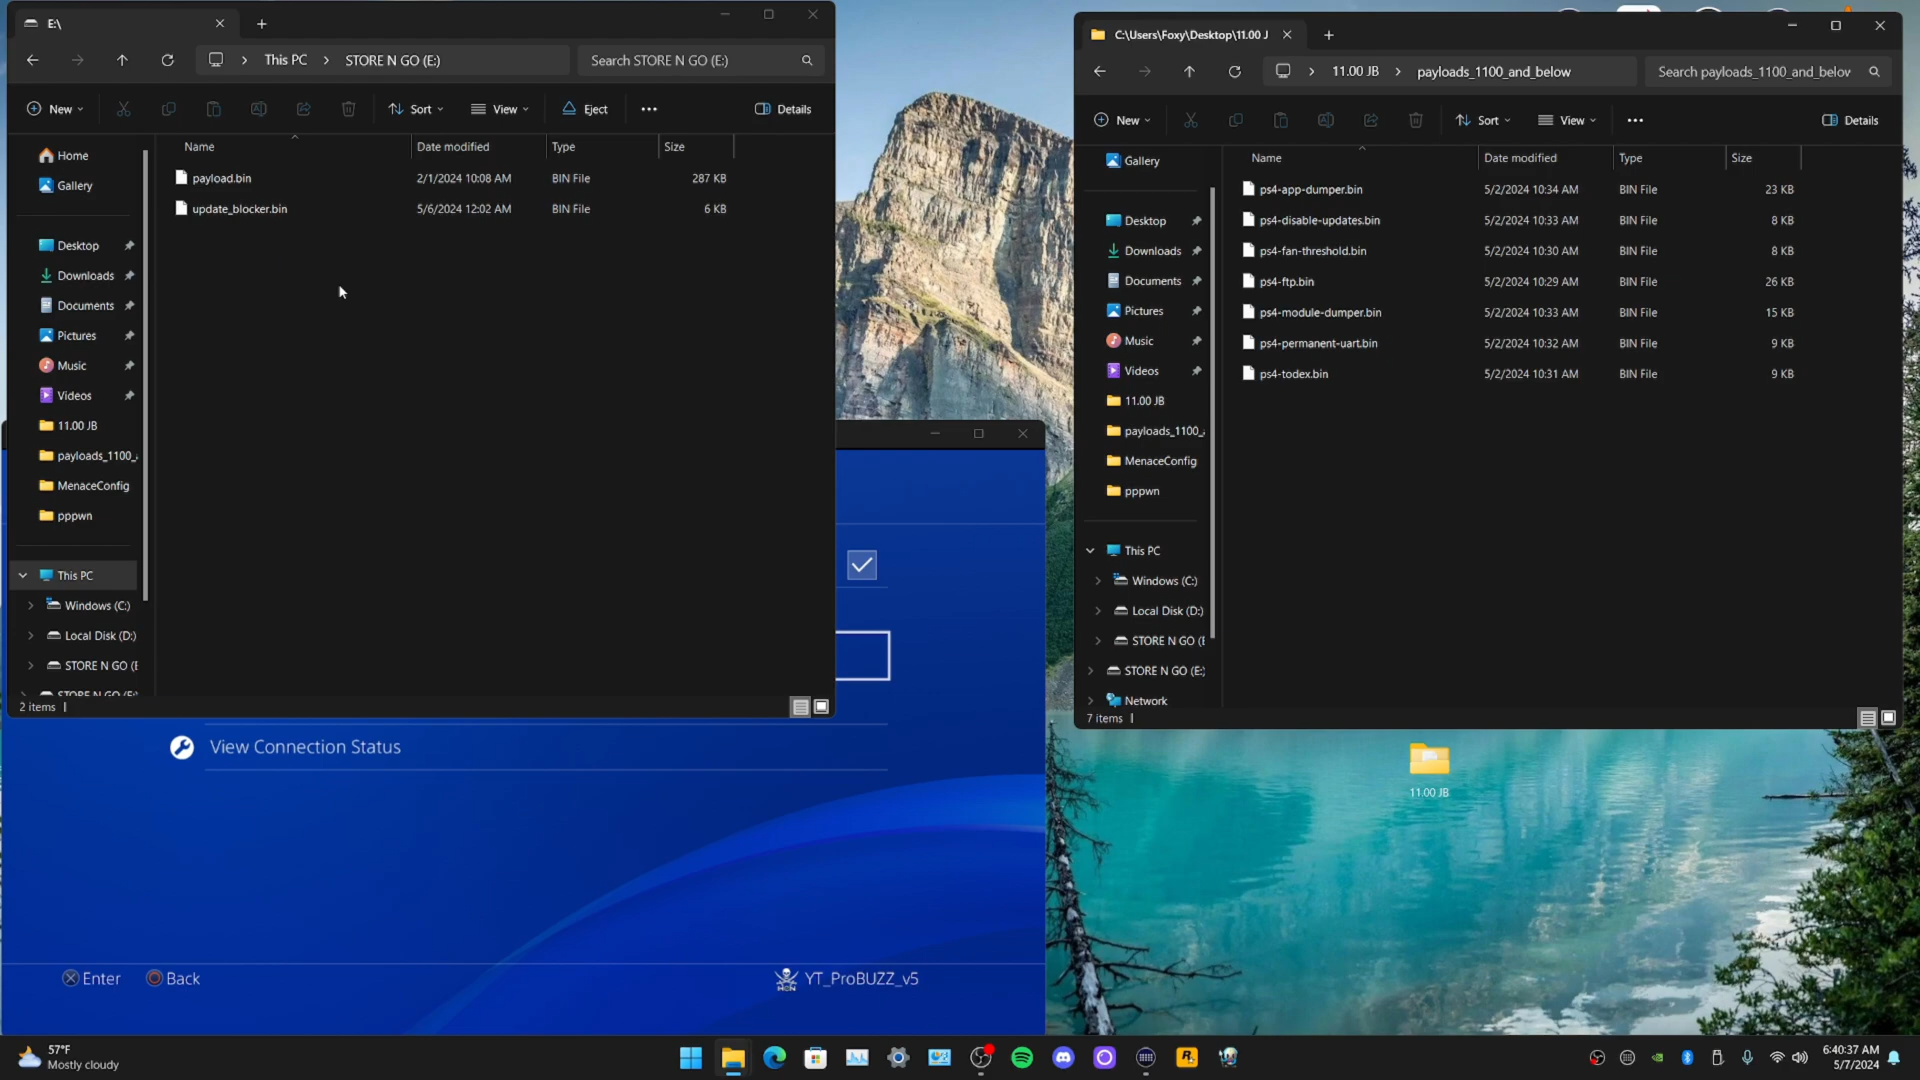 E:\
This PC
STORE N GO (E:)
Search STORE N GO (E:)
New
Sort
View
Eject
Details
Name
Date modified
Type
Size
payload.bin
2/1/2024 10:08 AM
BIN File
287 KB
update_blocker.bin
5/6/2024 12:02 AM
BIN File
6 KB
Home
Gallery
Desktop
Downloads
Documents
Pictures
Music
Videos
11.00 JB
payloads_1100_
MenaceConfig
pppwn
This PC
Windows (C:)
Local Disk (D:)
STORE N GO (E
STORE N GO (E:
2 items
C:\Users\Foxy\Desktop\11.00 J
11.00 JB
payloads_1100_and_below
Search payloads_1100_and_below
New
Sort
View
Details
Name
Date modified
Type
Size
ps4-app-dumper.bin
5/2/2024 10:34 AM
BIN File
23 KB
ps4-disable-updates.bin
5/2/2024 10:33 AM
BIN File
8 KB
ps4-fan-threshold.bin
5/2/2024 10:30 AM
BIN File
8 KB
ps4-ftp.bin
5/2/2024 10:29 AM
BIN File
26 KB
ps4-module-dumper.bin
5/2/2024 10:33 AM
BIN File
15 KB
ps4-permanent-uart.bin
5/2/2024 10:32 AM
BIN File
9 KB
ps4-todex.bin
5/2/2024 10:31 AM
BIN File
9 KB
Gallery
Desktop
Downloads
Documents
Pictures
Music
Videos
11.00 JB
payloads_1100_
MenaceConfig
pppwn
This PC
Windows (C:)
Local Disk (D:)
STORE N GO (E
STORE N GO (E:
Network
7 items
View Connection Status
Enter
Back
YT_ProBUZZ_v5
11.00 JB
57°F
Mostly cloudy
6:40:37 AM
5/7/2024